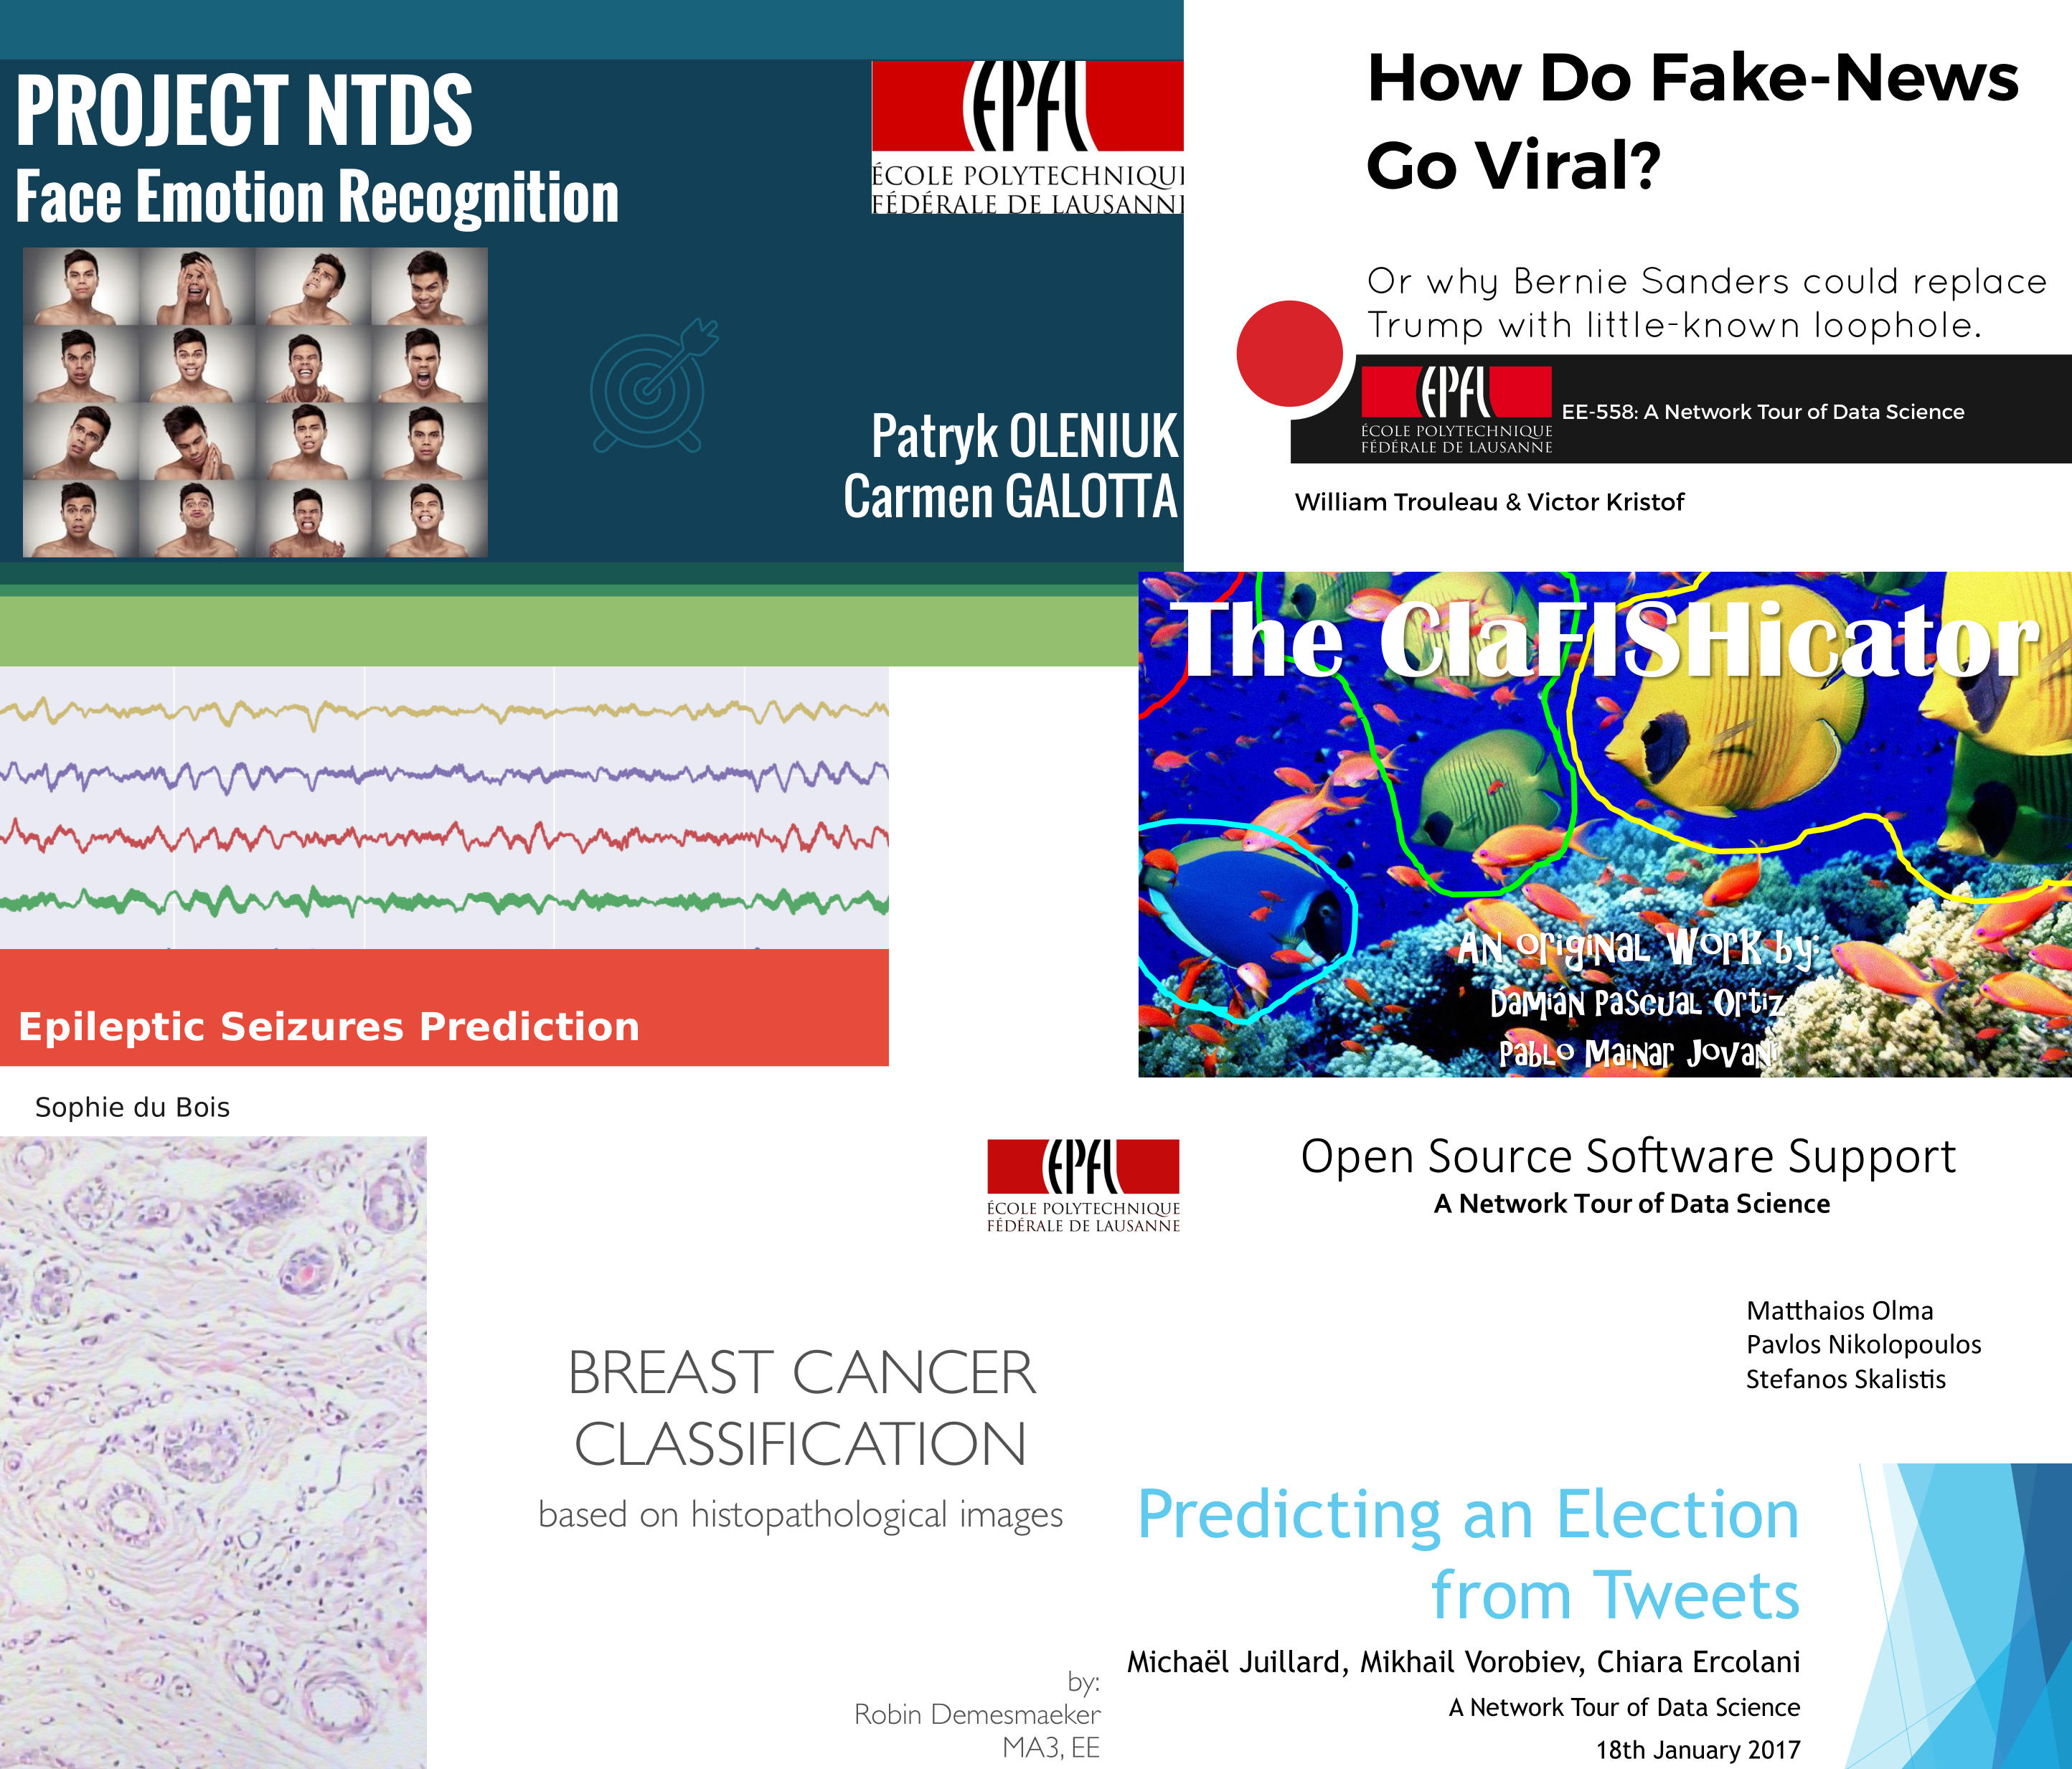 PROJECT NTDS
Face Emotion Recognition
EPFL
ÉCOLE POLYTECHNIQUE
FÉDÉRALE DE LAUSANNE
Patryk OLENIUK
Carmen GALOTTA
How Do Fake-News
Go Viral?
Or why Bernie Sanders could replace
Trump with little-known loophole.
EPFL
ÉCOLE POLYTECHNIQUE
FÉDÉRALE DE LAUSANNE
EE-558: A Network Tour of Data Science
William Trouleau & Victor Kristof
The ClaFISHicator
AN Original Work by:
Damián Pascual Ortiz
Pablo Mainar Jovani
Epileptic Seizures Prediction
Sophie du Bois
EPFL
ÉCOLE POLYTECHNIQUE
FÉDÉRALE DE LAUSANNE
BREAST CANCER
CLASSIFICATION
based on histopathological images
by:
Robin Demesmaeker
MA3, EE
Open Source Software Support
A Network Tour of Data Science
Matthaios Olma
Pavlos Nikolopoulos
Stefanos Skalistis
Predicting an Election
from Tweets
Michaël Juillard, Mikhail Vorobiev, Chiara Ercolani
A Network Tour of Data Science
18th January 2017